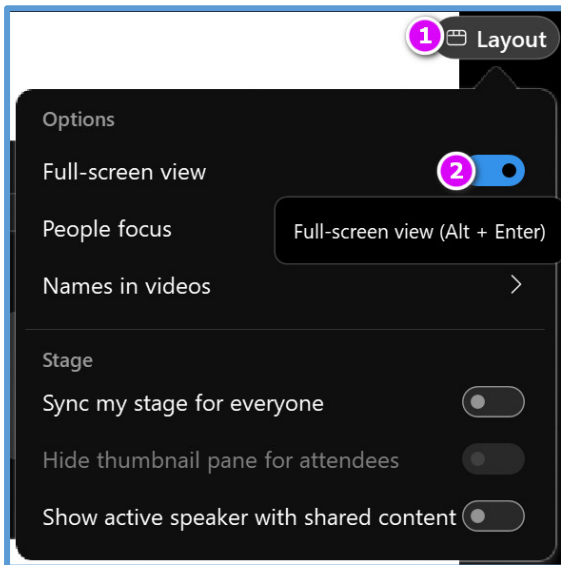 1 Layout
Options
Full-screen view 2
People focus
Full-screen view (Alt + Enter)
Names in videos
Stage
Sync my stage for everyone
Hide thumbnail pane for attendees
Show active speaker with shared content